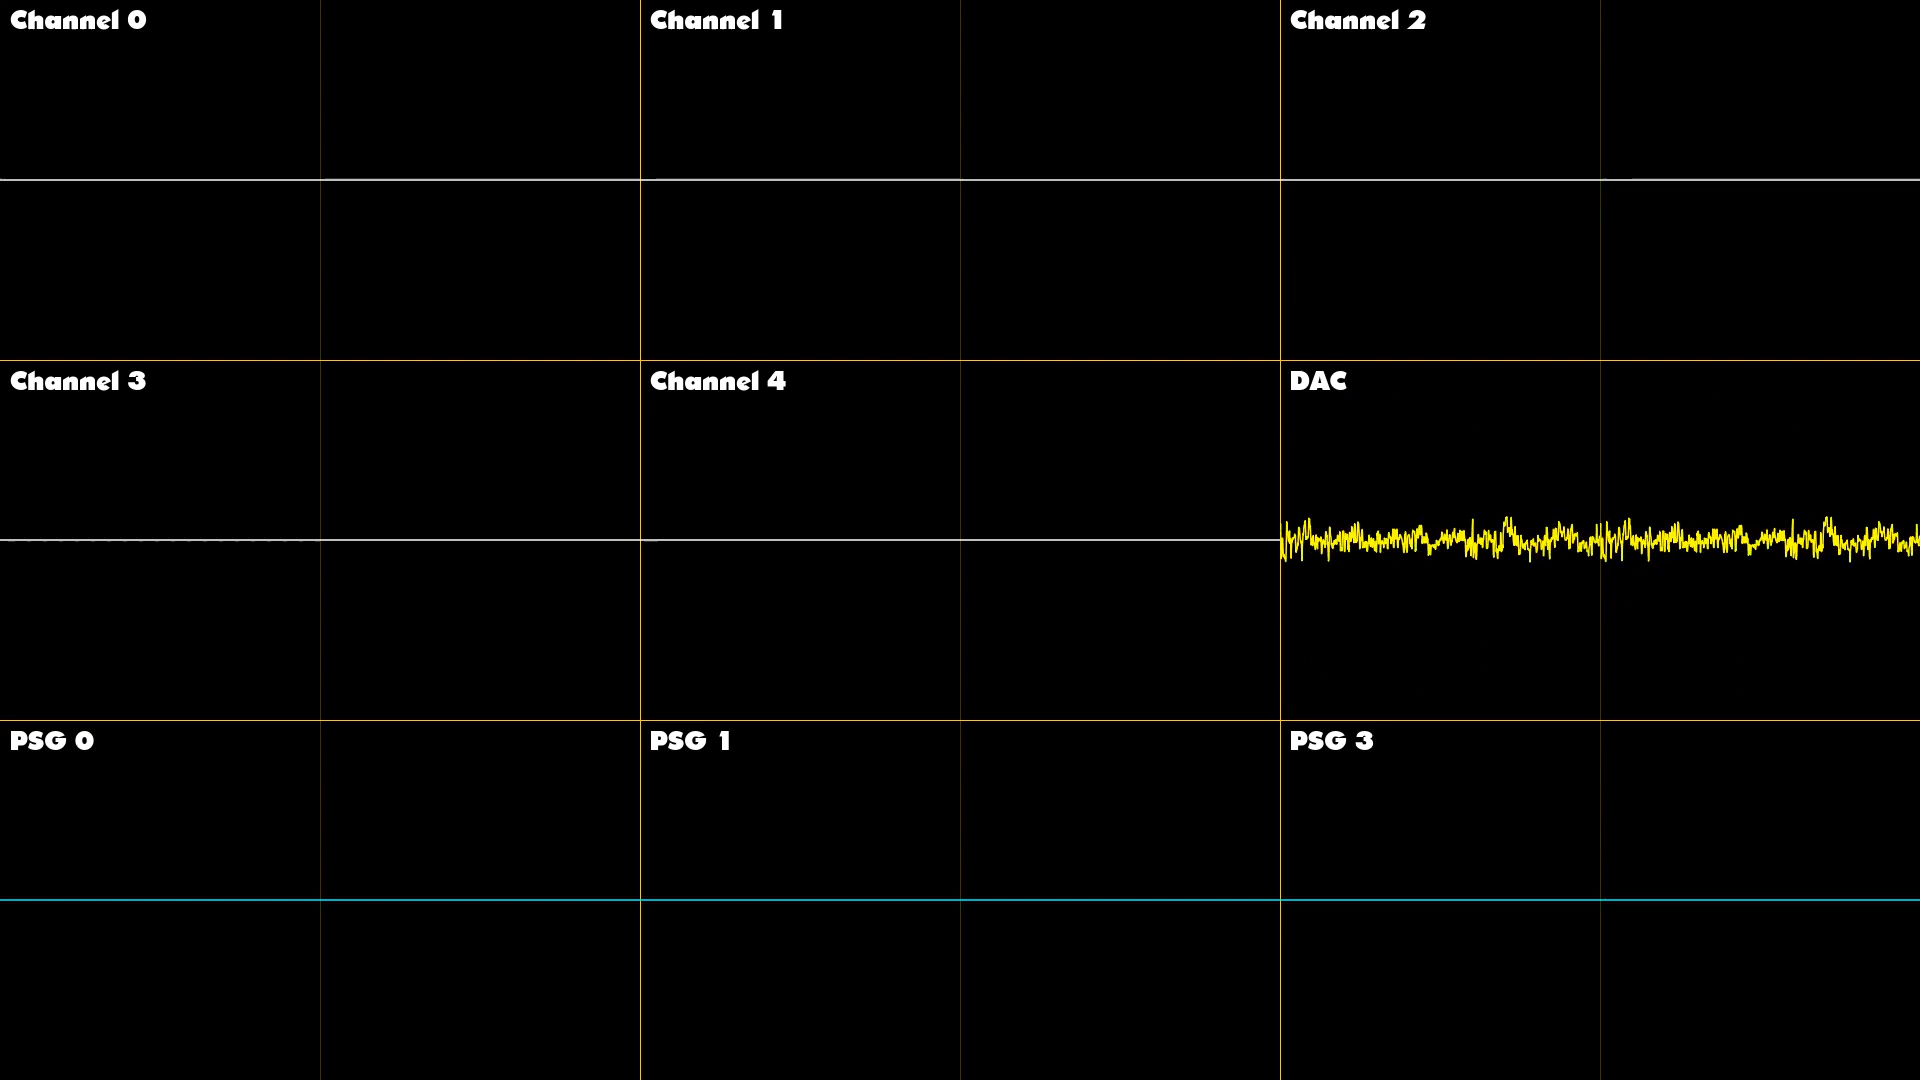 Channel 0
Channel 1
Channel 2
Channel 3
Channel 4
DAC
PSG 0
PSG 1
PSG 3